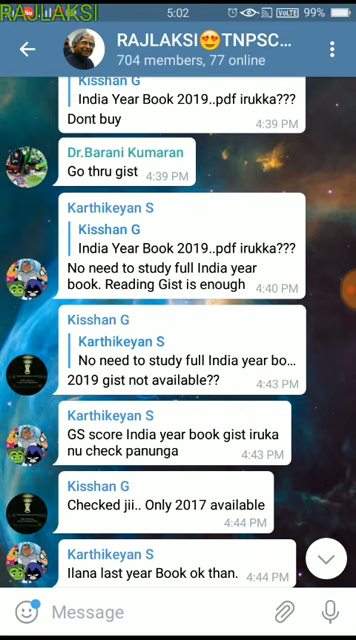 RAJLAKSI
5:02
VoLTE
99%
RAJLAKSI😍TNPSC...
704 members, 77 online
Kisshan G
India Year Book 2019..pdf irukka???
Dont buy
4:39 PM
Dr.Barani Kumaran
Go thru gist 4:39 PM
Karthikeyan S
Kisshan G
India Year Book 2019..pdf irukka???
No need to study full India year
book. Reading Gist is enough 4:40 PM
Kisshan G
Karthikeyan S
No need to study full India year bo...
2019 gist not available?? 4:43 PM
Karthikeyan S
GS score India year book gist iruka
nu check panunga 4:43 PM
Kisshan G
Checked jii.. Only 2017 available
4:44 PM
Karthikeyan S
Ilana last year Book ok than. 4:44 PM
Message